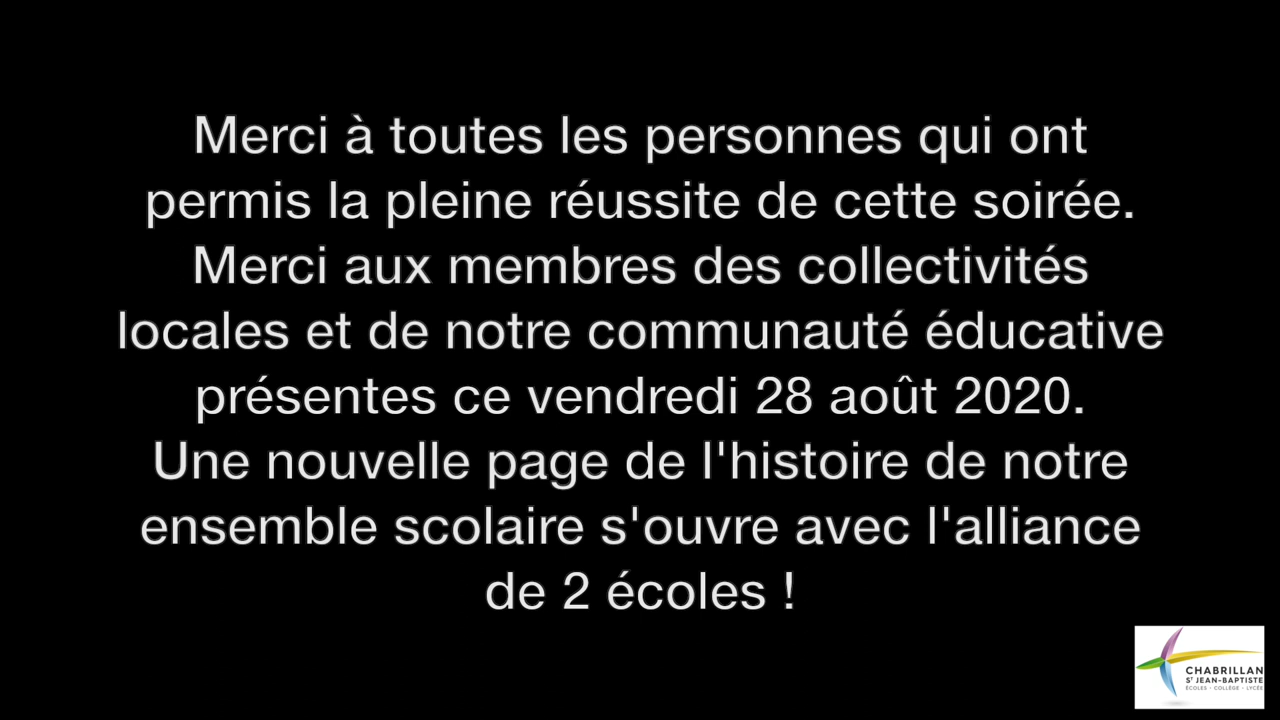 Merci à toutes les personnes qui ont
permis la pleine réussite de cette soirée.
Merci aux membres des collectivités
locales et de notre communauté éducative
présentes ce vendredi 28 août 2020.
Une nouvelle page de l'histoire de notre
ensemble scolaire s'ouvre avec l'alliance
de 2 écoles !
CHABRILLAN
ST JEAN-BAPTISTE
ÉCOLES - COLLÈGE - LYCÉE